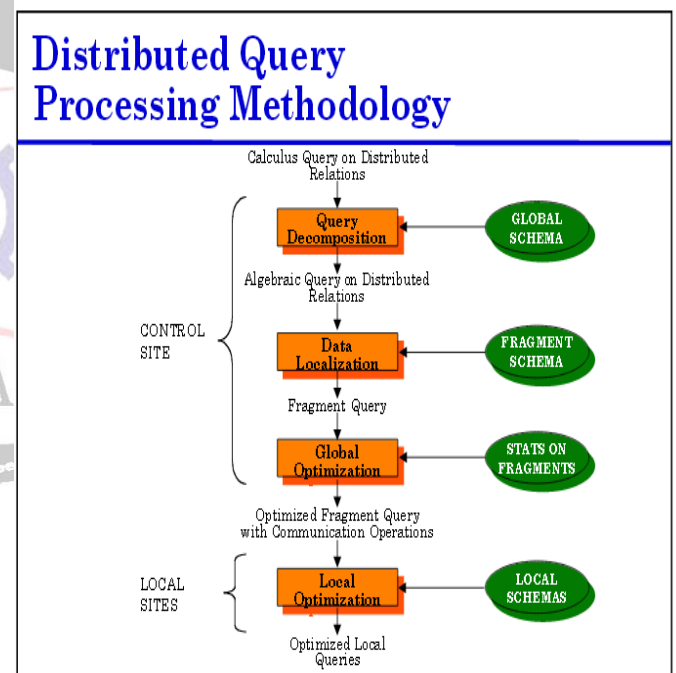 Distributed Query
Processing Methodology
Calculus Query on Distributed
Relations
Query
Decomposition
GLOBAL
SCHEMA
Algebraic Query on Distributed
Relations
CONTROL
SITE
Data
Localization
FRAGMENT
SCHEMA
Fragment Query
Global
Optimization
STATS ON
FRAGMENTS
Optimized Fragment Query
with Communication Operations
LOCAL
SITES
Local
Optimization
LOCAL
SCHEMAS
Optimized Local
Queries